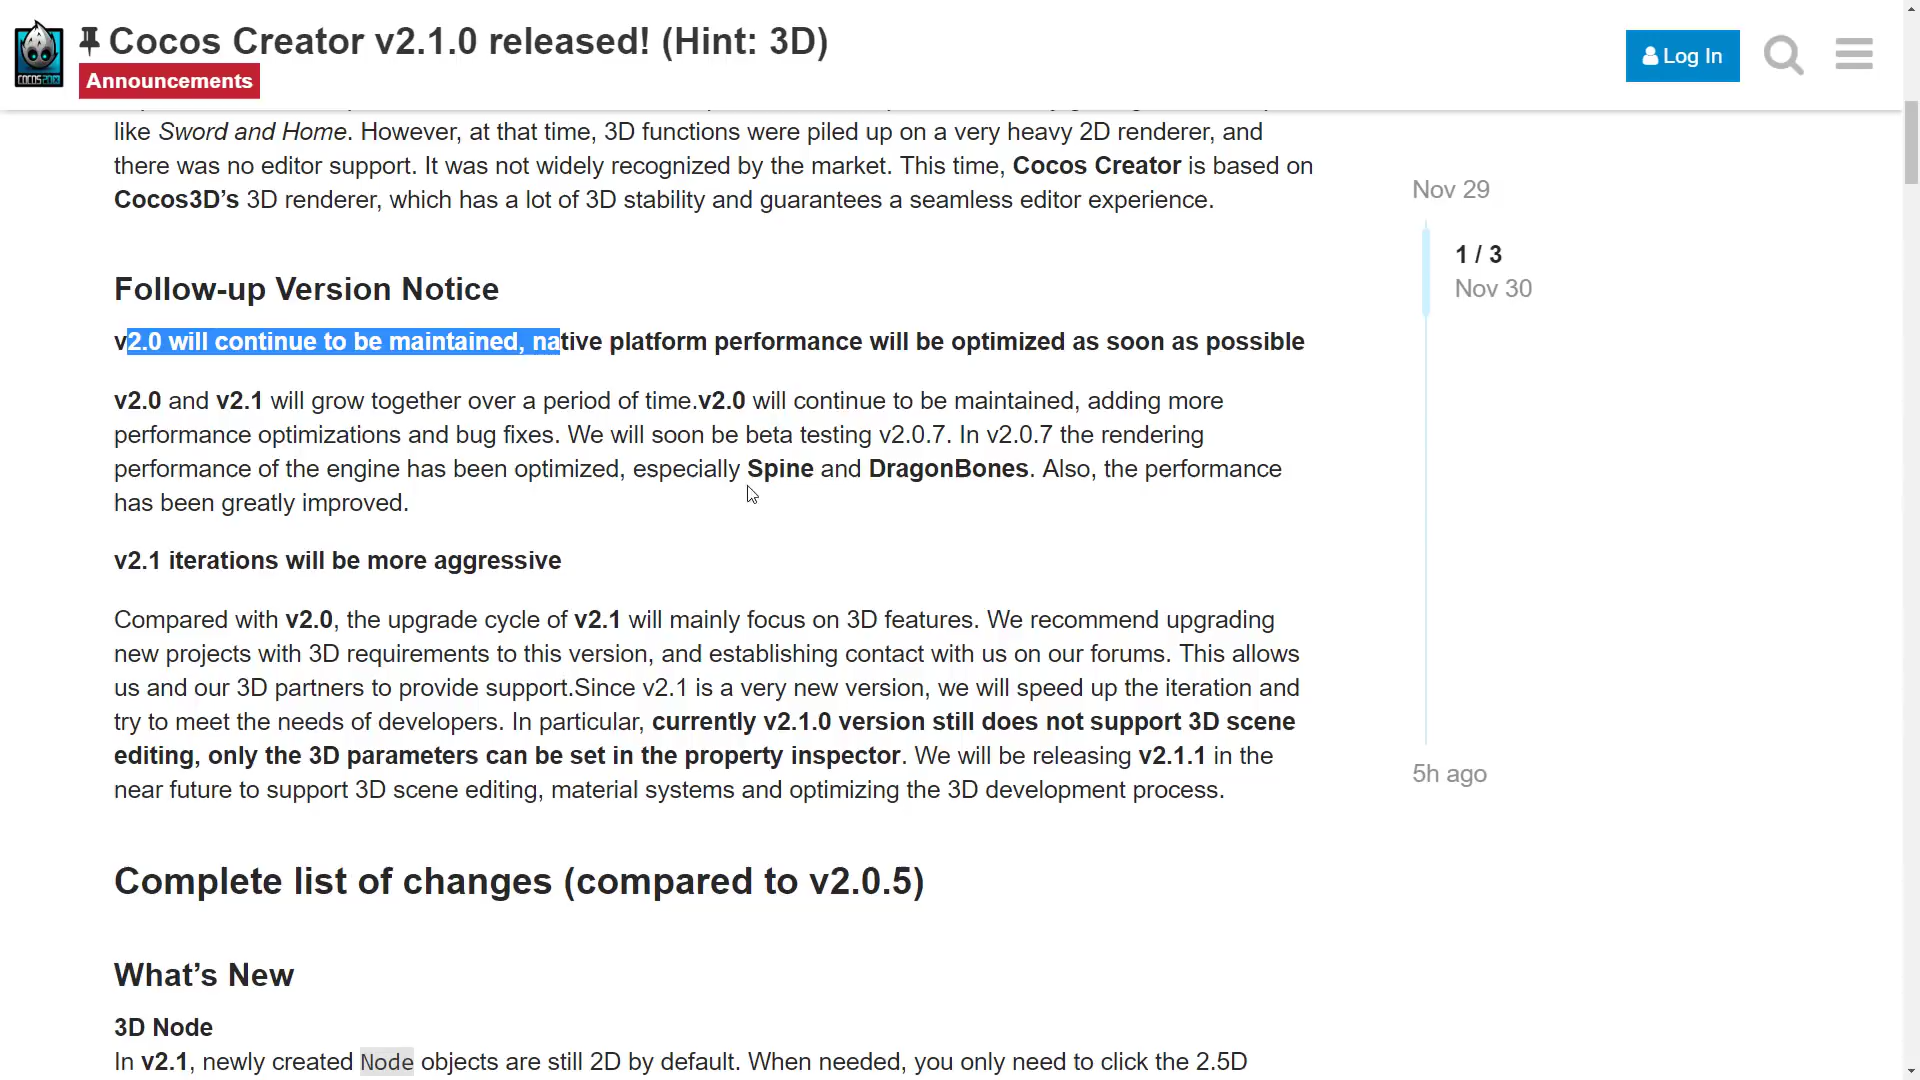 Cocos Creator v2.1.0 released! (Hint: 3D)
Announcements
Log In
like Sword and Home. However, at that time, 3D functions were piled up on a very heavy 2D renderer, and
there was no editor support. It was not widely recognized by the market. This time, Cocos Creator is based on
Cocos3D’s 3D renderer, which has a lot of 3D stability and guarantees a seamless editor experience.
Follow-up Version Notice
v2.0 will continue to be maintained, native platform performance will be optimized as soon as possible
v2.0 and v2.1 will grow together over a period of time.v2.0 will continue to be maintained, adding more
performance optimizations and bug fixes. We will soon be beta testing v2.0.7. In v2.0.7 the rendering
performance of the engine has been optimized, especially Spine and DragonBones. Also, the performance
has been greatly improved.
v2.1 iterations will be more aggressive
Compared with v2.0, the upgrade cycle of v2.1 will mainly focus on 3D features. We recommend upgrading
new projects with 3D requirements to this version, and establishing contact with us on our forums. This allows
us and our 3D partners to provide support.Since v2.1 is a very new version, we will speed up the iteration and
try to meet the needs of developers. In particular, currently v2.1.0 version still does not support 3D scene
editing, only the 3D parameters can be set in the property inspector. We will be releasing v2.1.1 in the
near future to support 3D scene editing, material systems and optimizing the 3D development process.
Complete list of changes (compared to v2.0.5)
What’s New
3D Node
In v2.1, newly created Node objects are still 2D by default. When needed, you only need to click the 2.5D
Nov 29
1 / 3
Nov 30
5h ago